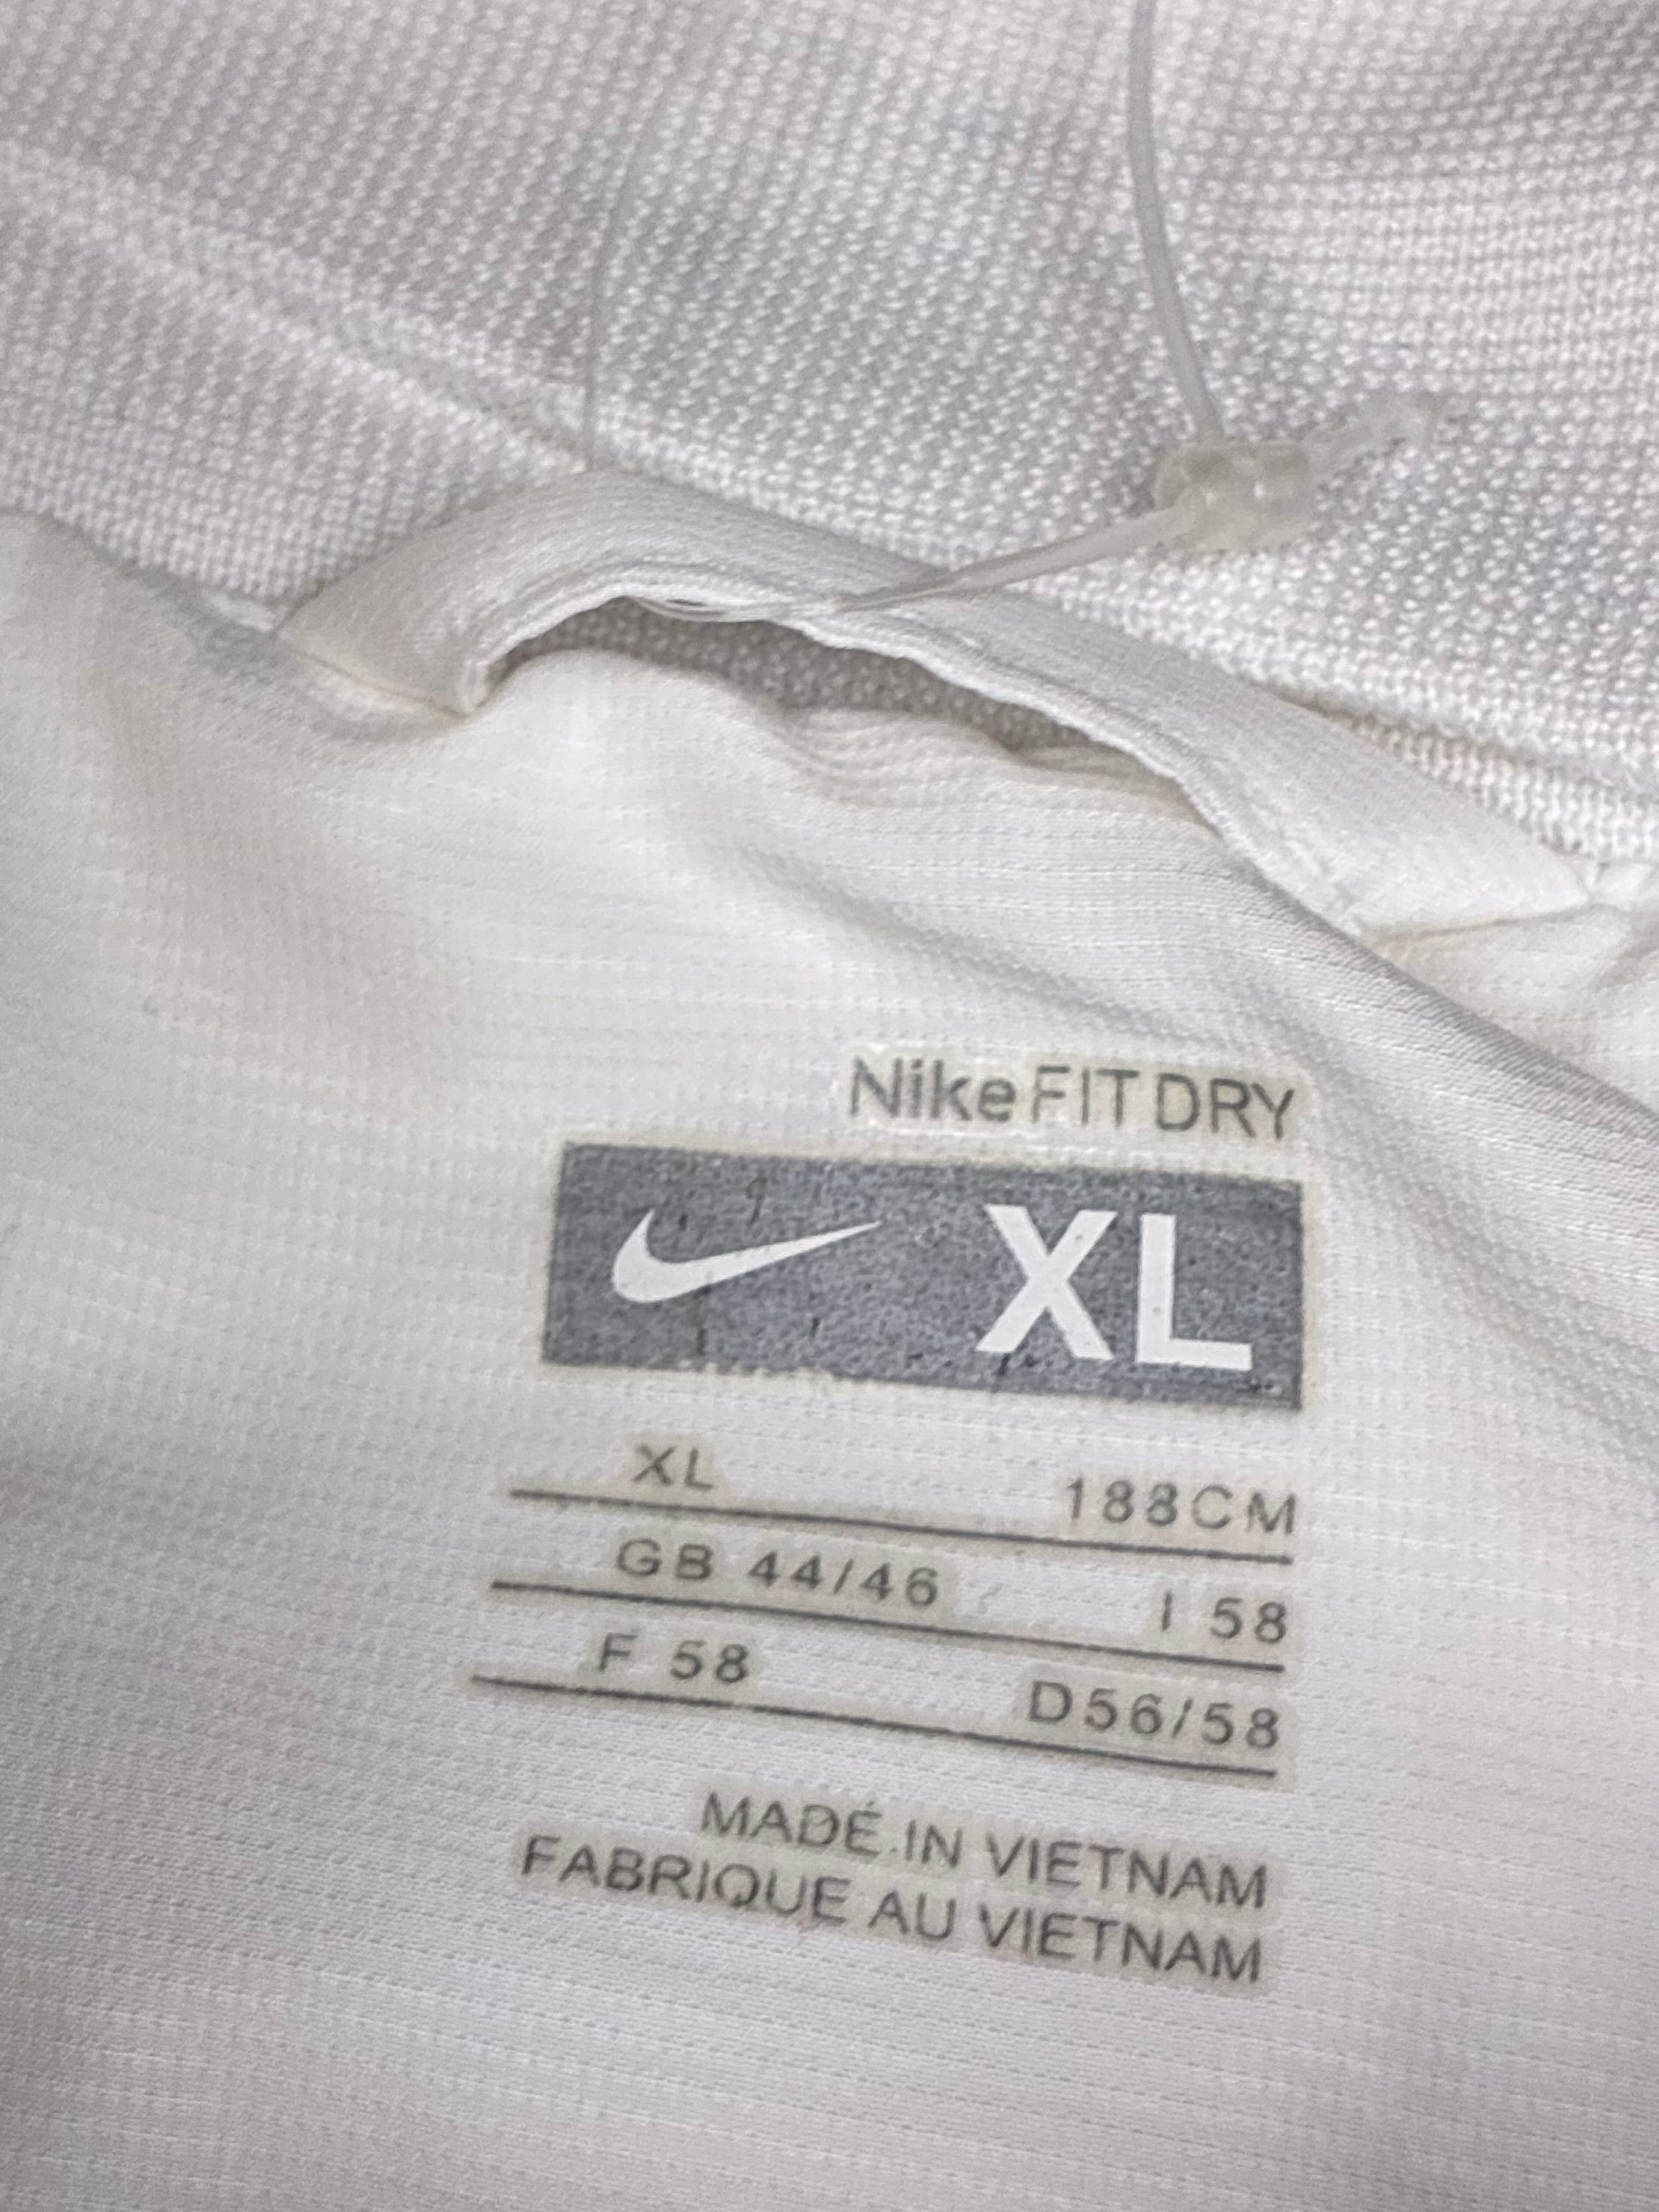 Nike FIT DRY
XL
XL 188CM
GB 44/46 I 58
F 58 D56/58
MADE IN VIETNAM
FABRIQUE AU VIETNAM